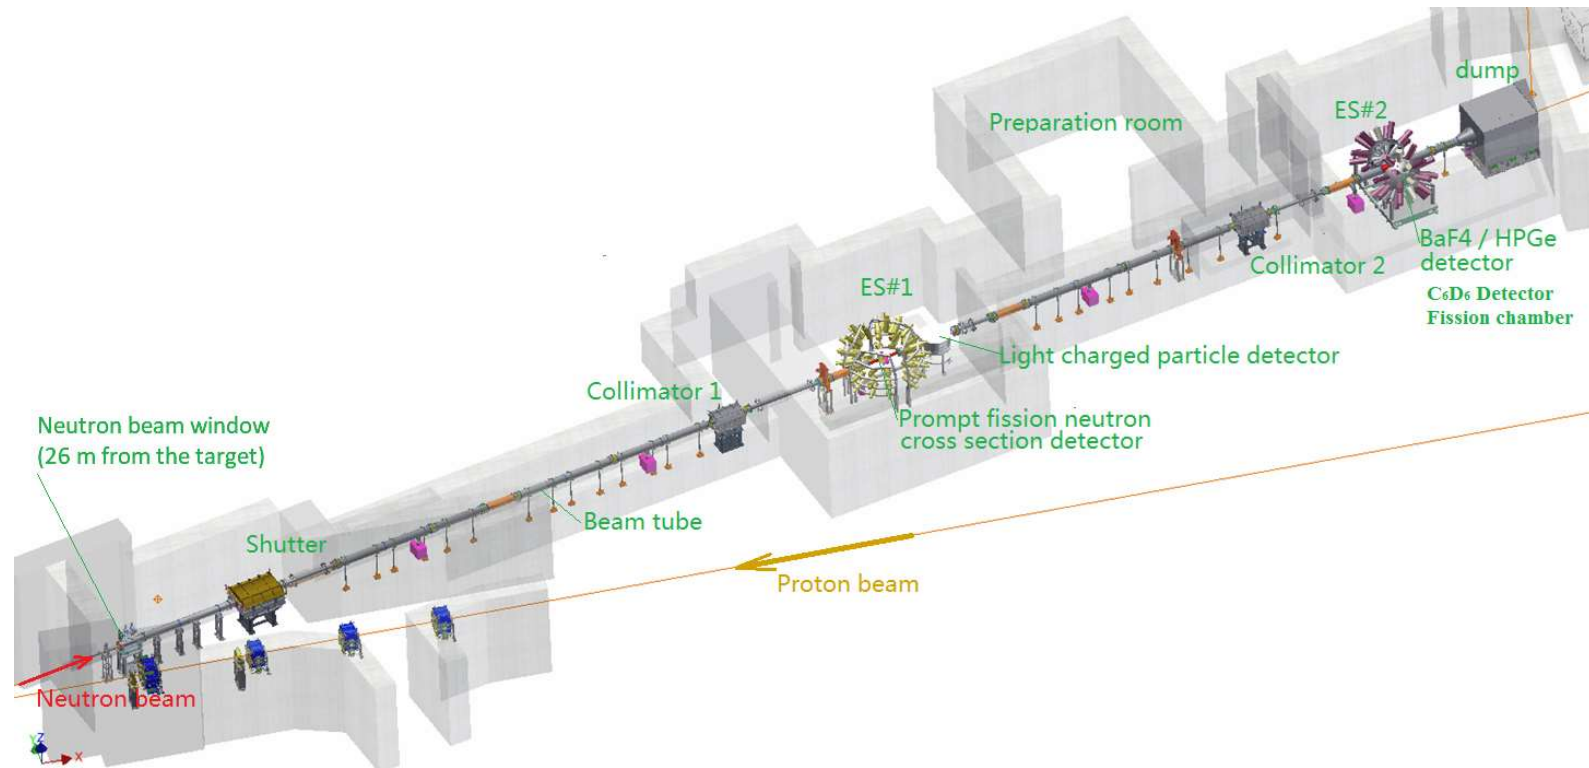 dump
ES#2
Preparation room
BaF4 / HPGe
detector
C₆D₆ Detector
Fission chamber
Collimator 2
ES#1
Light charged particle detector
Collimator 1
Prompt fission neutron
cross section detector
Neutron beam window
(26 m from the target)
Beam tube
Shutter
Proton beam
Neutron beam
Y
Z
X